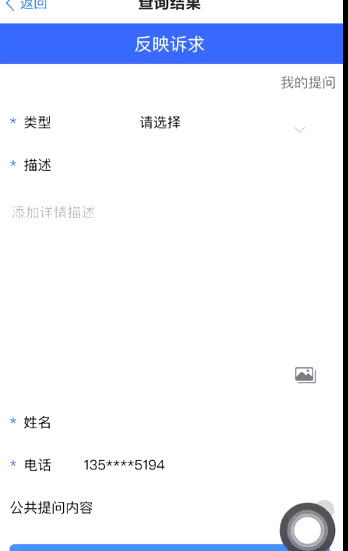 返回 查询结果
反映诉求
我的提问
* 类型 请选择
* 描述
添加详情描述
* 姓名
* 电话 135****5194
公共提问内容